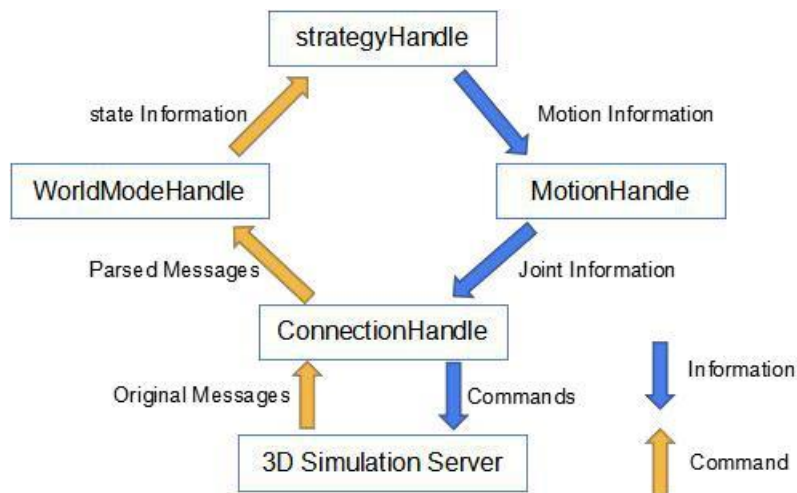 strategyHandle
state Information
Motion Information
WorldModeHandle
MotionHandle
Parsed Messages
Joint Information
ConnectionHandle
Information
Original Messages
Commands
3D Simulation Server
Command